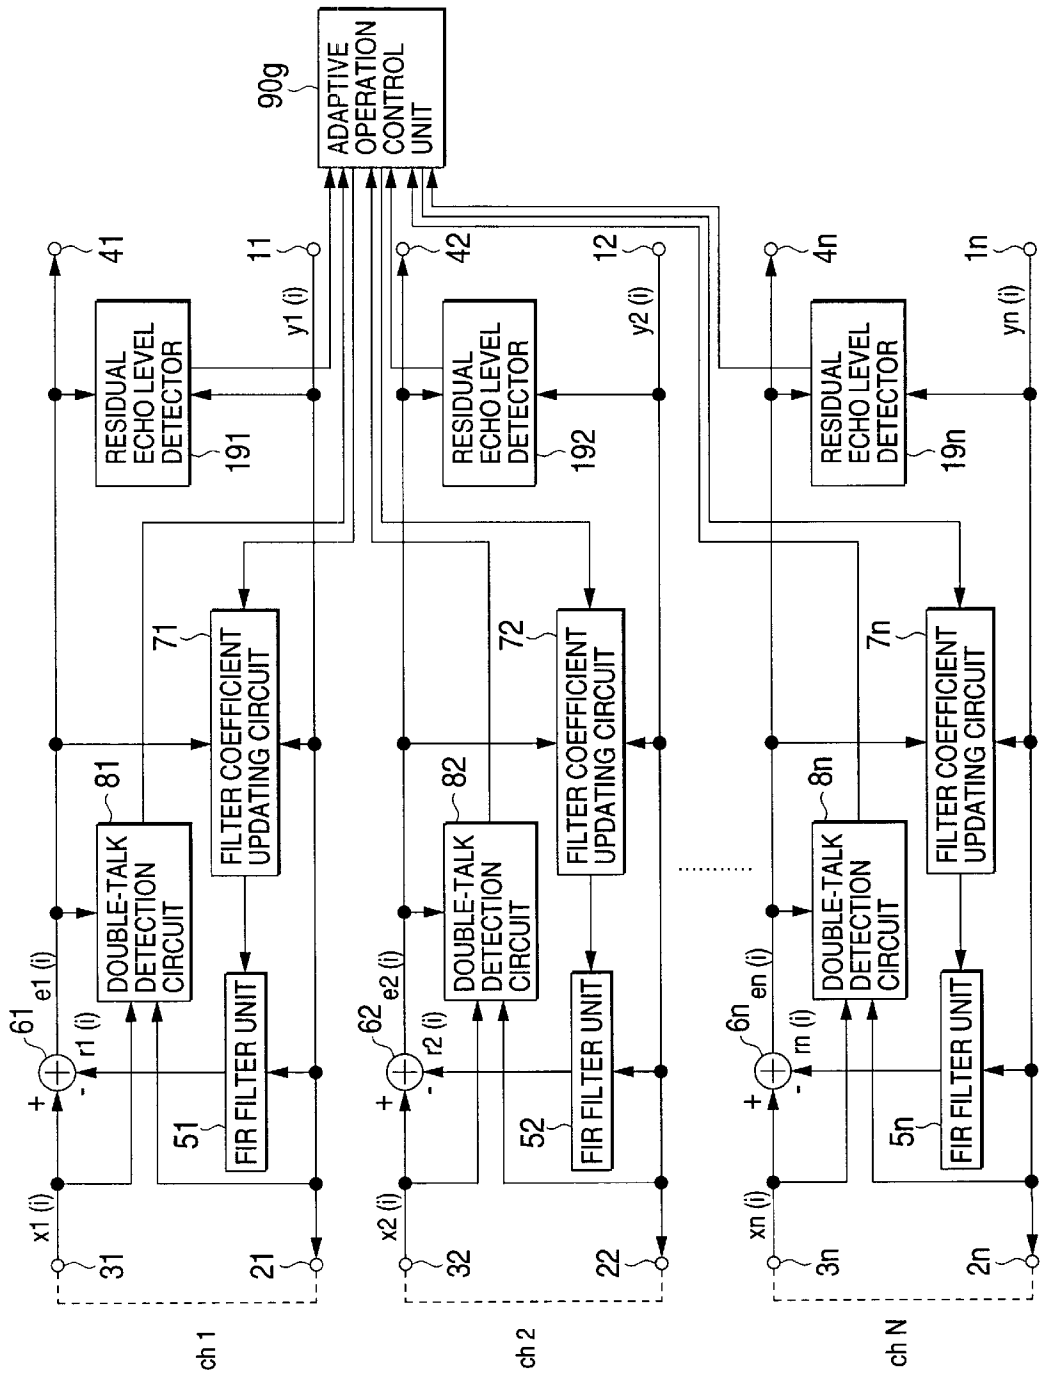 90g
ADAPTIVE
OPERATION
CONTROL
UNIT
ch 1
x1 (i)
31
21
+
-
61
r1 (i)
e1 (i)
51
FIR FILTER UNIT
DOUBLE-TALK
DETECTION
CIRCUIT
81
FILTER COEFFICIENT
UPDATING CIRCUIT
71
RESIDUAL
ECHO LEVEL
DETECTOR
191
y1 (i)
41
11
ch 2
x2 (i)
32
22
+
-
62
r2 (i)
e2 (i)
52
FIR FILTER UNIT
DOUBLE-TALK
DETECTION
CIRCUIT
82
FILTER COEFFICIENT
UPDATING CIRCUIT
72
RESIDUAL
ECHO LEVEL
DETECTOR
192
y2 (i)
42
12
ch N
xn (i)
3n
2n
+
-
6n
rn (i)
en (i)
5n
FIR FILTER UNIT
DOUBLE-TALK
DETECTION
CIRCUIT
8n
FILTER COEFFICIENT
UPDATING CIRCUIT
7n
RESIDUAL
ECHO LEVEL
DETECTOR
19n
yn (i)
4n
1n